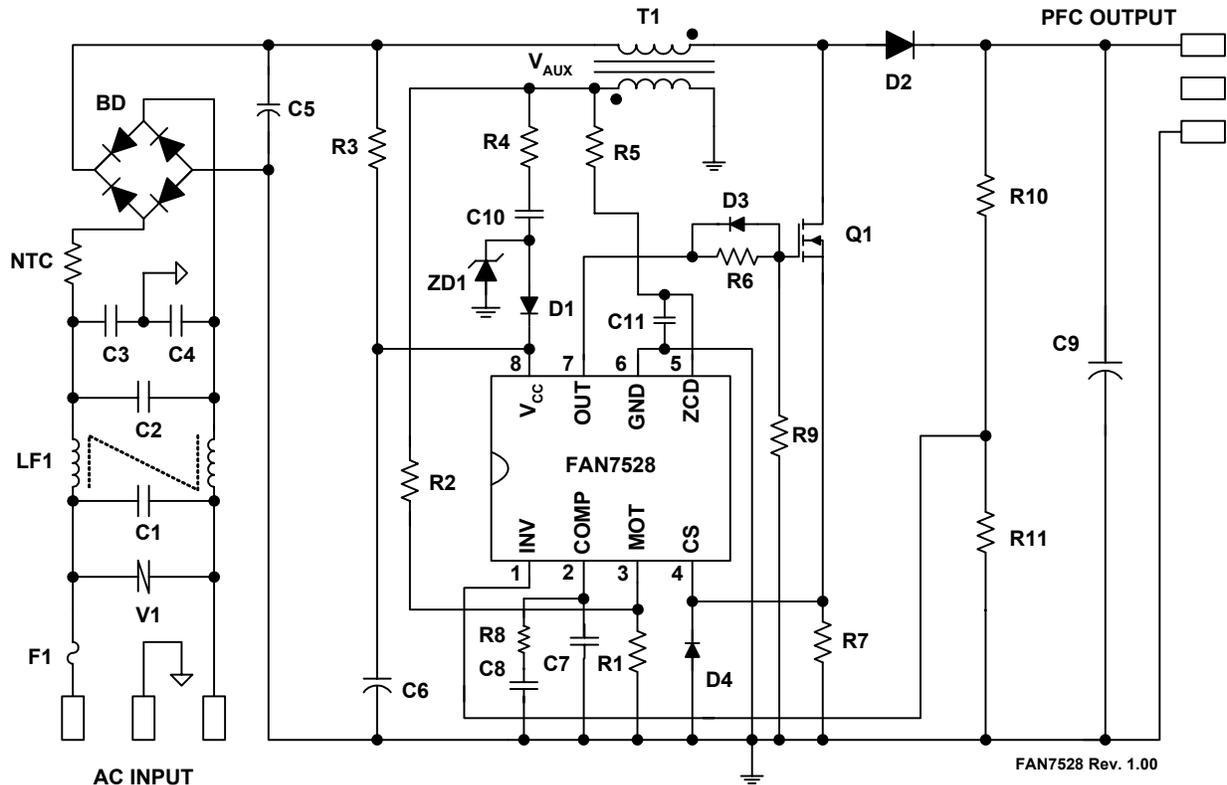 T1
PFC OUTPUT
VAUX
D2
BD
C5
R3
R4
R5
D3
R10
C10
Q1
NTC
ZD1
R6
D1
C3
C4
C11
C9
8
7
6
5
VCC
OUT
GND
ZCD
C2
R9
LF1
R2
FAN7528
C1
INV
COMP
MOT
CS
R11
1
2
3
4
V1
R8
R7
F1
C8
C7
R1
D4
C6
FAN7528 Rev. 1.00
AC INPUT